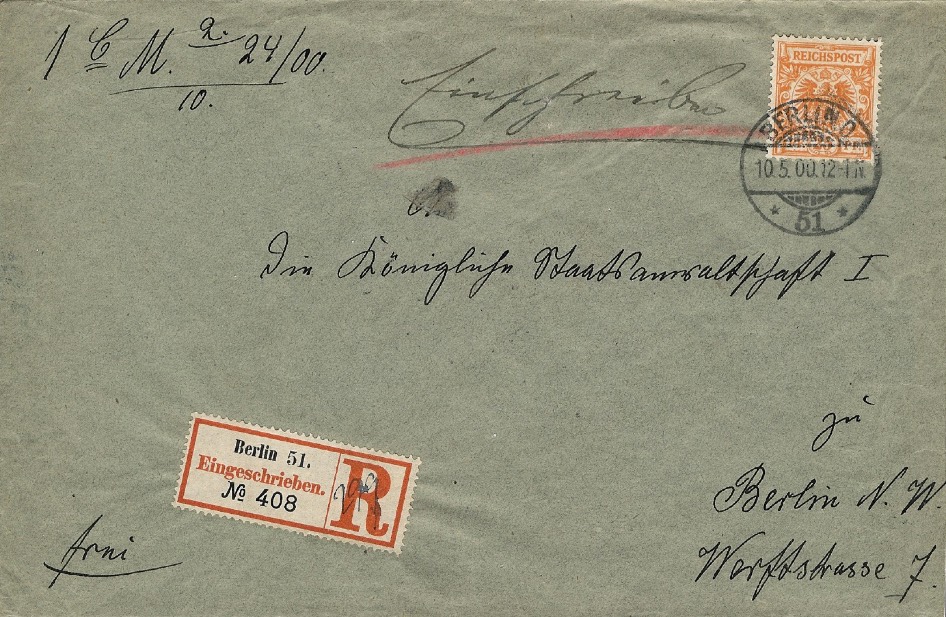 1 C M. 2. 24/00.
10.
Einschreiben
REICHSPOST
BERLIN.O.
10.5.00.12-1N.
* 51 *
An
Die Königliche Staatsanwaltschaft I
zu
Berlin N. W.
Werftstrasse 7.
Berlin 51.
Eingeschrieben.
№ 408
R
frei